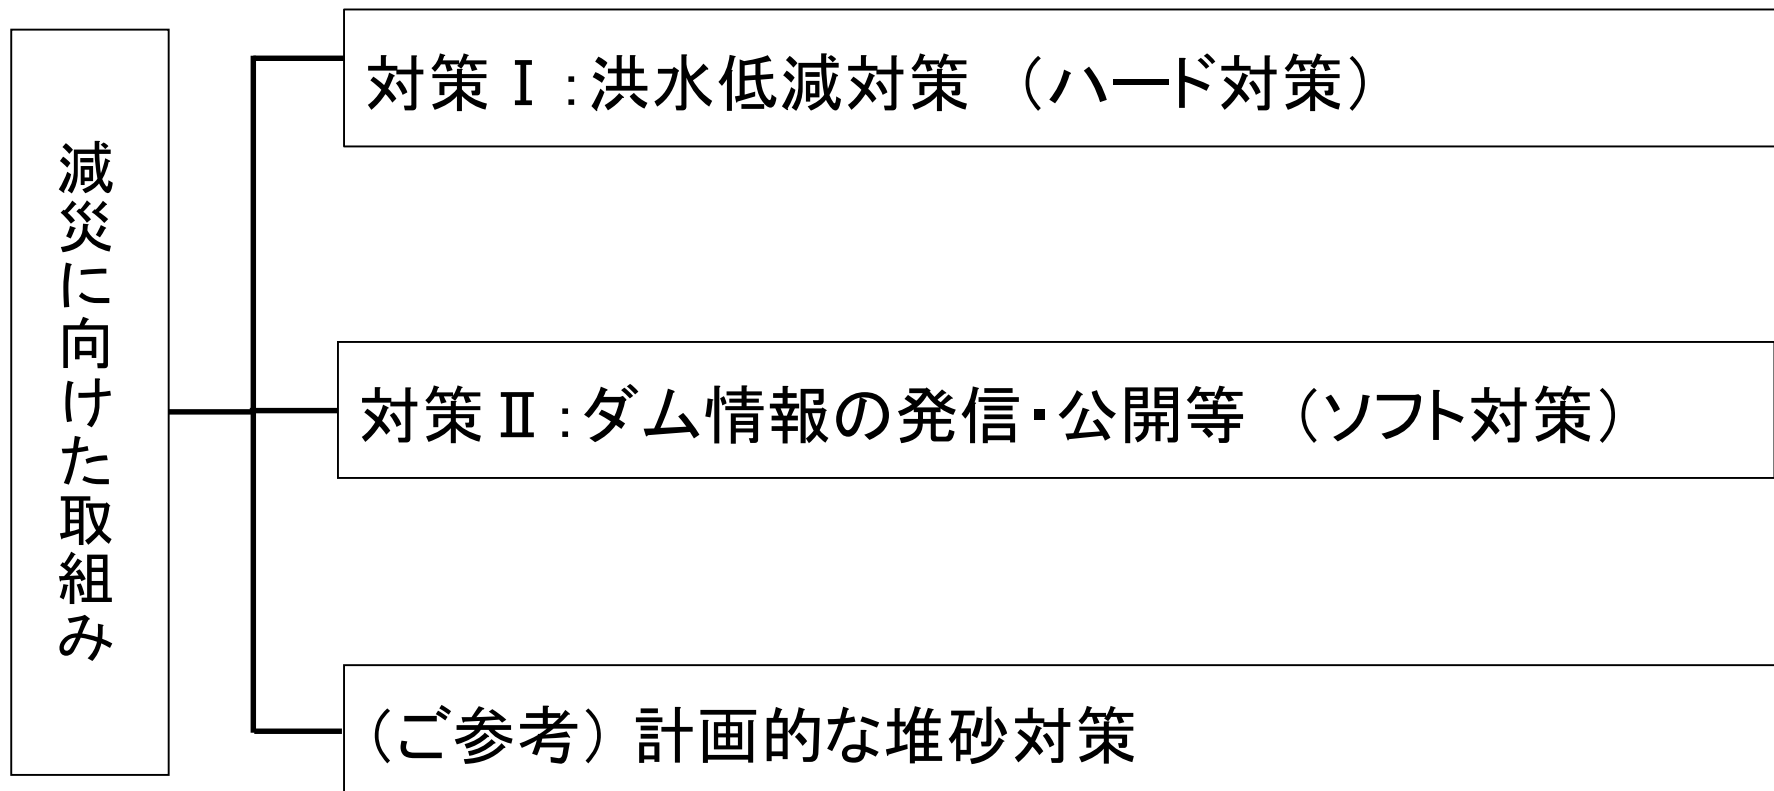 減災に向けた取組み
対策Ⅰ:洪水低減対策 (ハード対策)
対策Ⅱ:ダム情報の発信・公開等 (ソフト対策)
(ご参考) 計画的な堆砂対策